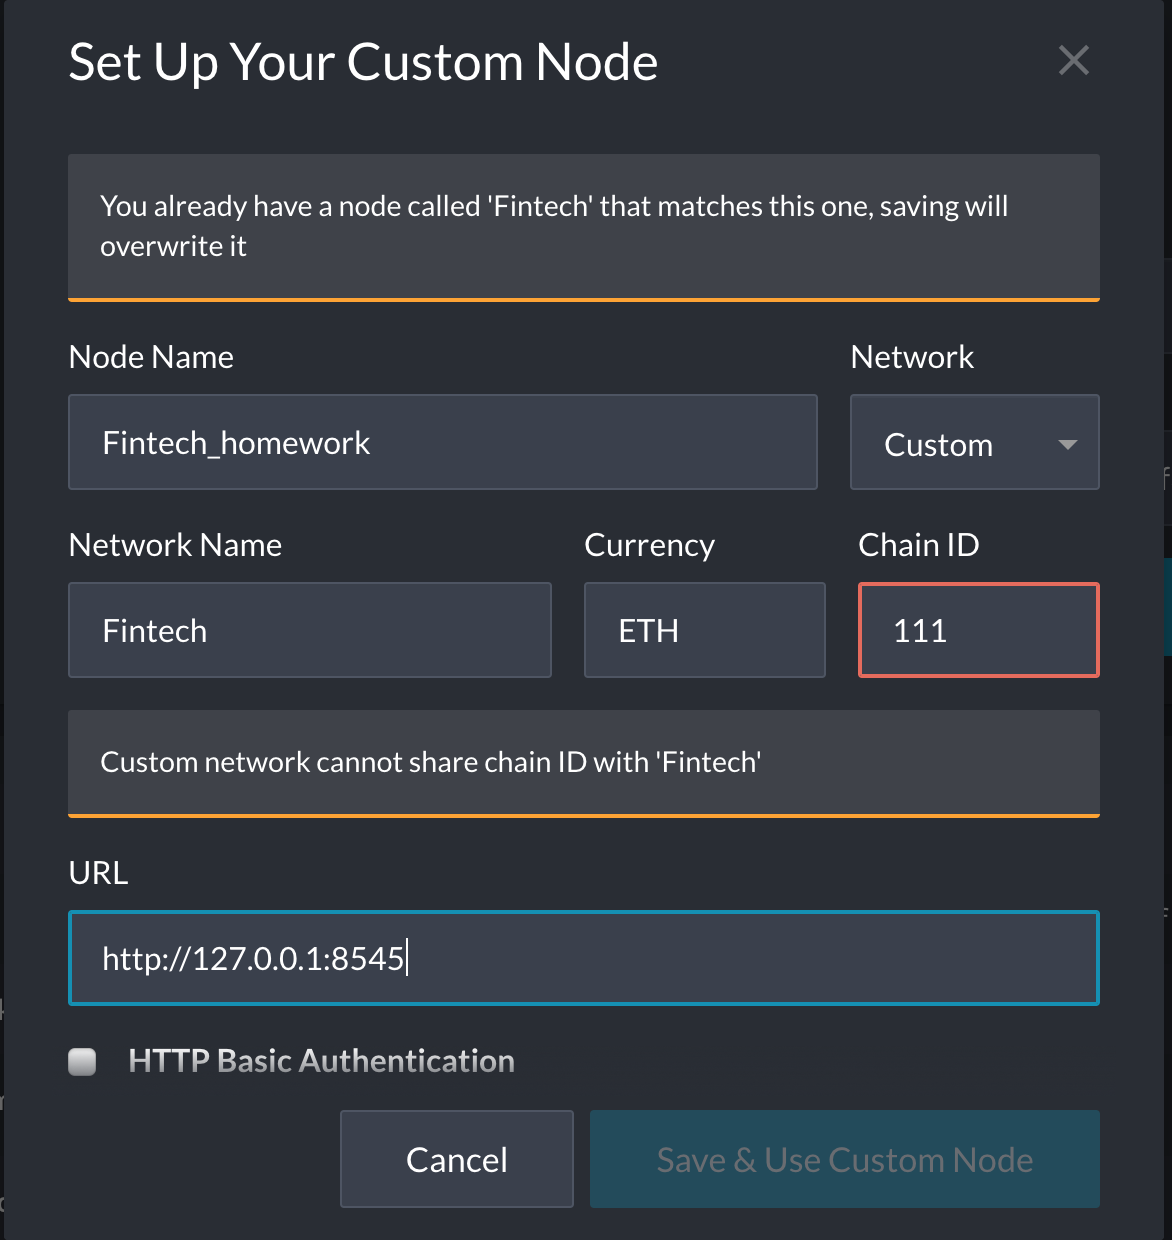 Set Up Your Custom Node
You already have a node called 'Fintech' that matches this one, saving will
overwrite it
Node Name
Network
Fintech_homework
Custom
Network Name
Currency
Chain ID
Fintech
ETH
111
Custom network cannot share chain ID with 'Fintech'
URL
http://127.0.0.1:8545
HTTP Basic Authentication
Cancel
Save & Use Custom Node